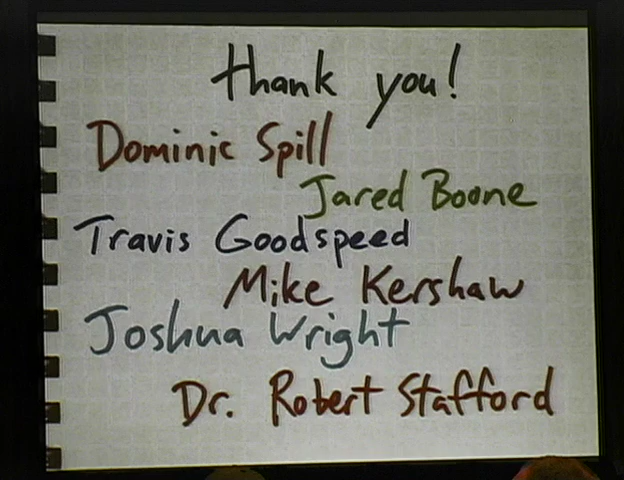 thank you!
Dominic Spill
Jared Boone
Travis Goodspeed
Mike Kershaw
Joshua Wright
Dr. Robert Stafford